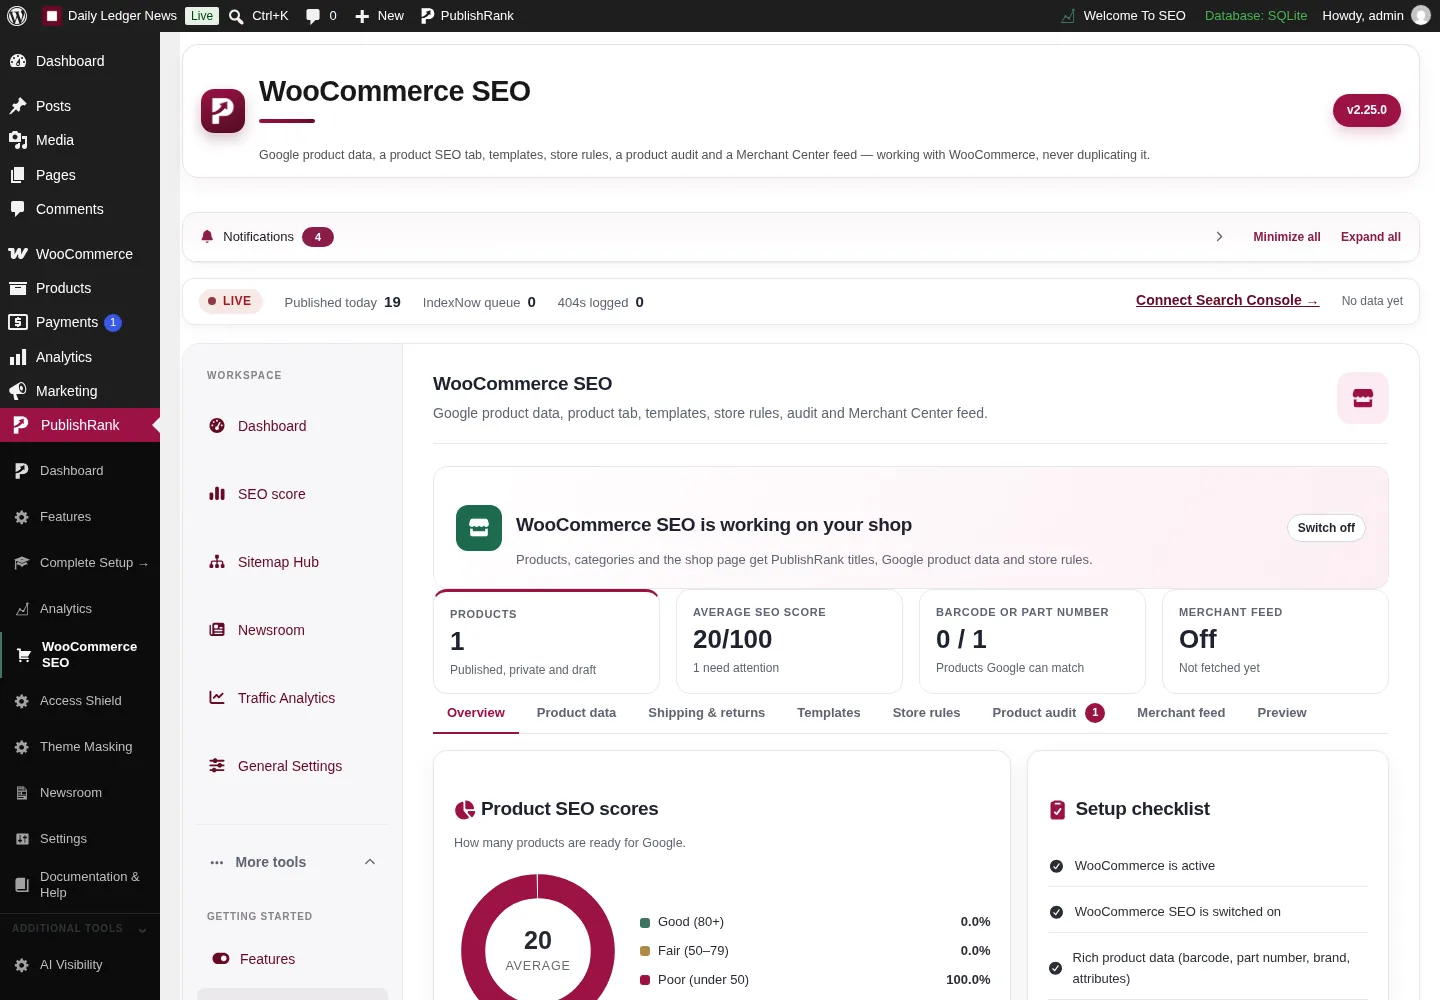 Daily Ledger News Live Ctrl+K 0 New PublishRank Welcome To SEO Database: SQLite Howdy, admin
Dashboard
Posts
Media
Pages
Comments
WooCommerce
Products
Payments 1
Analytics
Marketing
PublishRank
Dashboard
Features
Complete Setup →
Analytics
WooCommerce
SEO
Access Shield
Theme Masking
Newsroom
Settings
Documentation &
Help
ADDITIONAL TOOLS
AI Visibility
WooCommerce SEO
v2.25.0
Google product data, a product SEO tab, templates, store rules, a product audit and a Merchant Center feed — working with WooCommerce, never duplicating it.
Notifications 4 Minimize all Expand all
LIVE Published today 19 IndexNow queue 0 404s logged 0 Connect Search Console → No data yet
WORKSPACE
Dashboard
SEO score
Sitemap Hub
Newsroom
Traffic Analytics
General Settings
More tools
GETTING STARTED
Features
WooCommerce SEO
Google product data, product tab, templates, store rules, audit and Merchant Center feed.
WooCommerce SEO is working on your shop
Switch off
Products, categories and the shop page get PublishRank titles, Google product data and store rules.
PRODUCTS
1
Published, private and draft
AVERAGE SEO SCORE
20/100
1 need attention
BARCODE OR PART NUMBER
0 / 1
Products Google can match
MERCHANT FEED
Off
Not fetched yet
Overview Product data Shipping & returns Templates Store rules Product audit 1 Merchant feed Preview
Product SEO scores
How many products are ready for Google.
20
AVERAGE
Good (80+) 0.0%
Fair (50–79) 0.0%
Poor (under 50) 100.0%
Setup checklist
WooCommerce is active
WooCommerce SEO is switched on
Rich product data (barcode, part number, brand,
attributes)